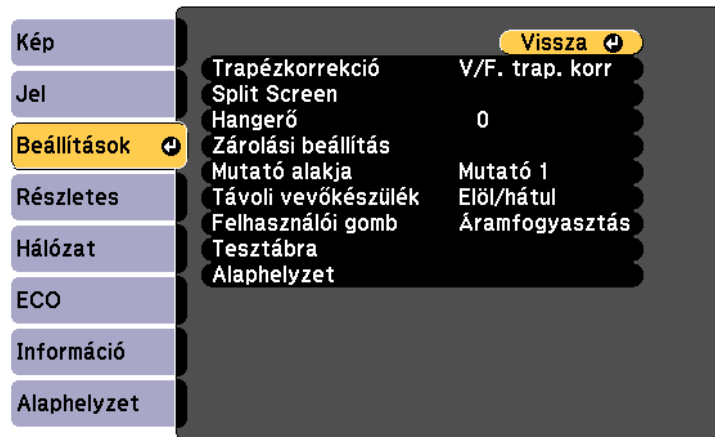 Kép
Jel
Beállítások
Részletes
Hálózat
ECO
Információ
Alaphelyzet
Vissza
Trapézkorrekció V/F. trap. korr
Split Screen
Hangerő 0
Zárolási beállítás
Mutató alakja Mutató 1
Távoli vevőkészülék Elöl/hátul
Felhasználói gomb Áramfogyasztás
Tesztábra
Alaphelyzet